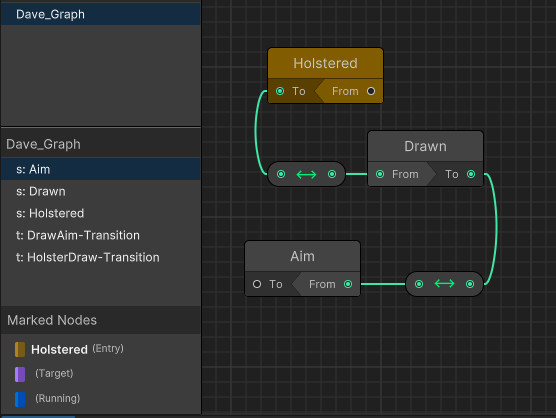 Dave_Graph
Dave_Graph
s: Aim
s: Drawn
s: Holstered
t: DrawAim-Transition
t: HolsterDraw-Transition
Marked Nodes
Holstered (Entry)
(Target)
(Running)
Holstered
To From
Drawn
From To
Aim
To From